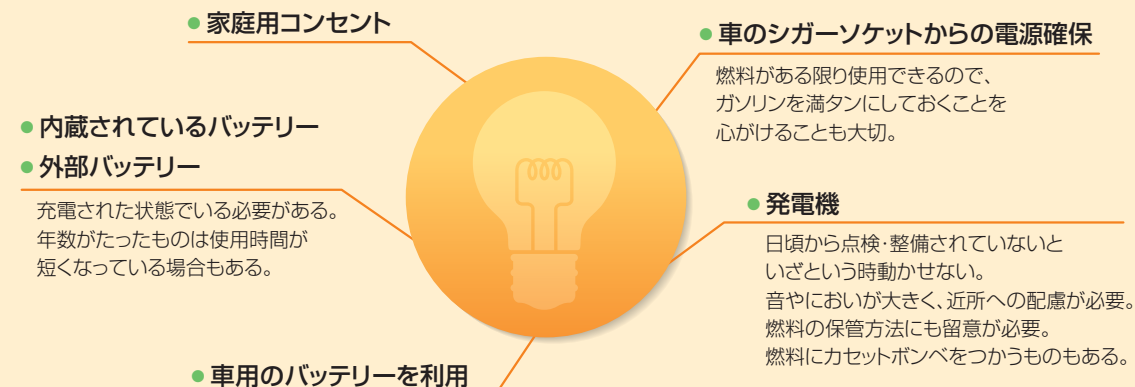 ● 家庭用コンセント
● 内蔵されているバッテリー
● 外部バッテリー
充電された状態でいる必要がある。
年数がたったものは使用時間が
短くなっている場合もある。
● 車用のバッテリーを利用
● 車のシガーソケットからの電源確保
燃料がある限り使用できるので、
ガソリンを満タンにしておくことを
心がけることも大切。
● 発電機
日頃から点検・整備されていないと
いざという時動かせない。
音やにおいが大きく、近所への配慮が必要。
燃料の保管方法にも留意が必要。
燃料にカセットボンベをつかうものもある。